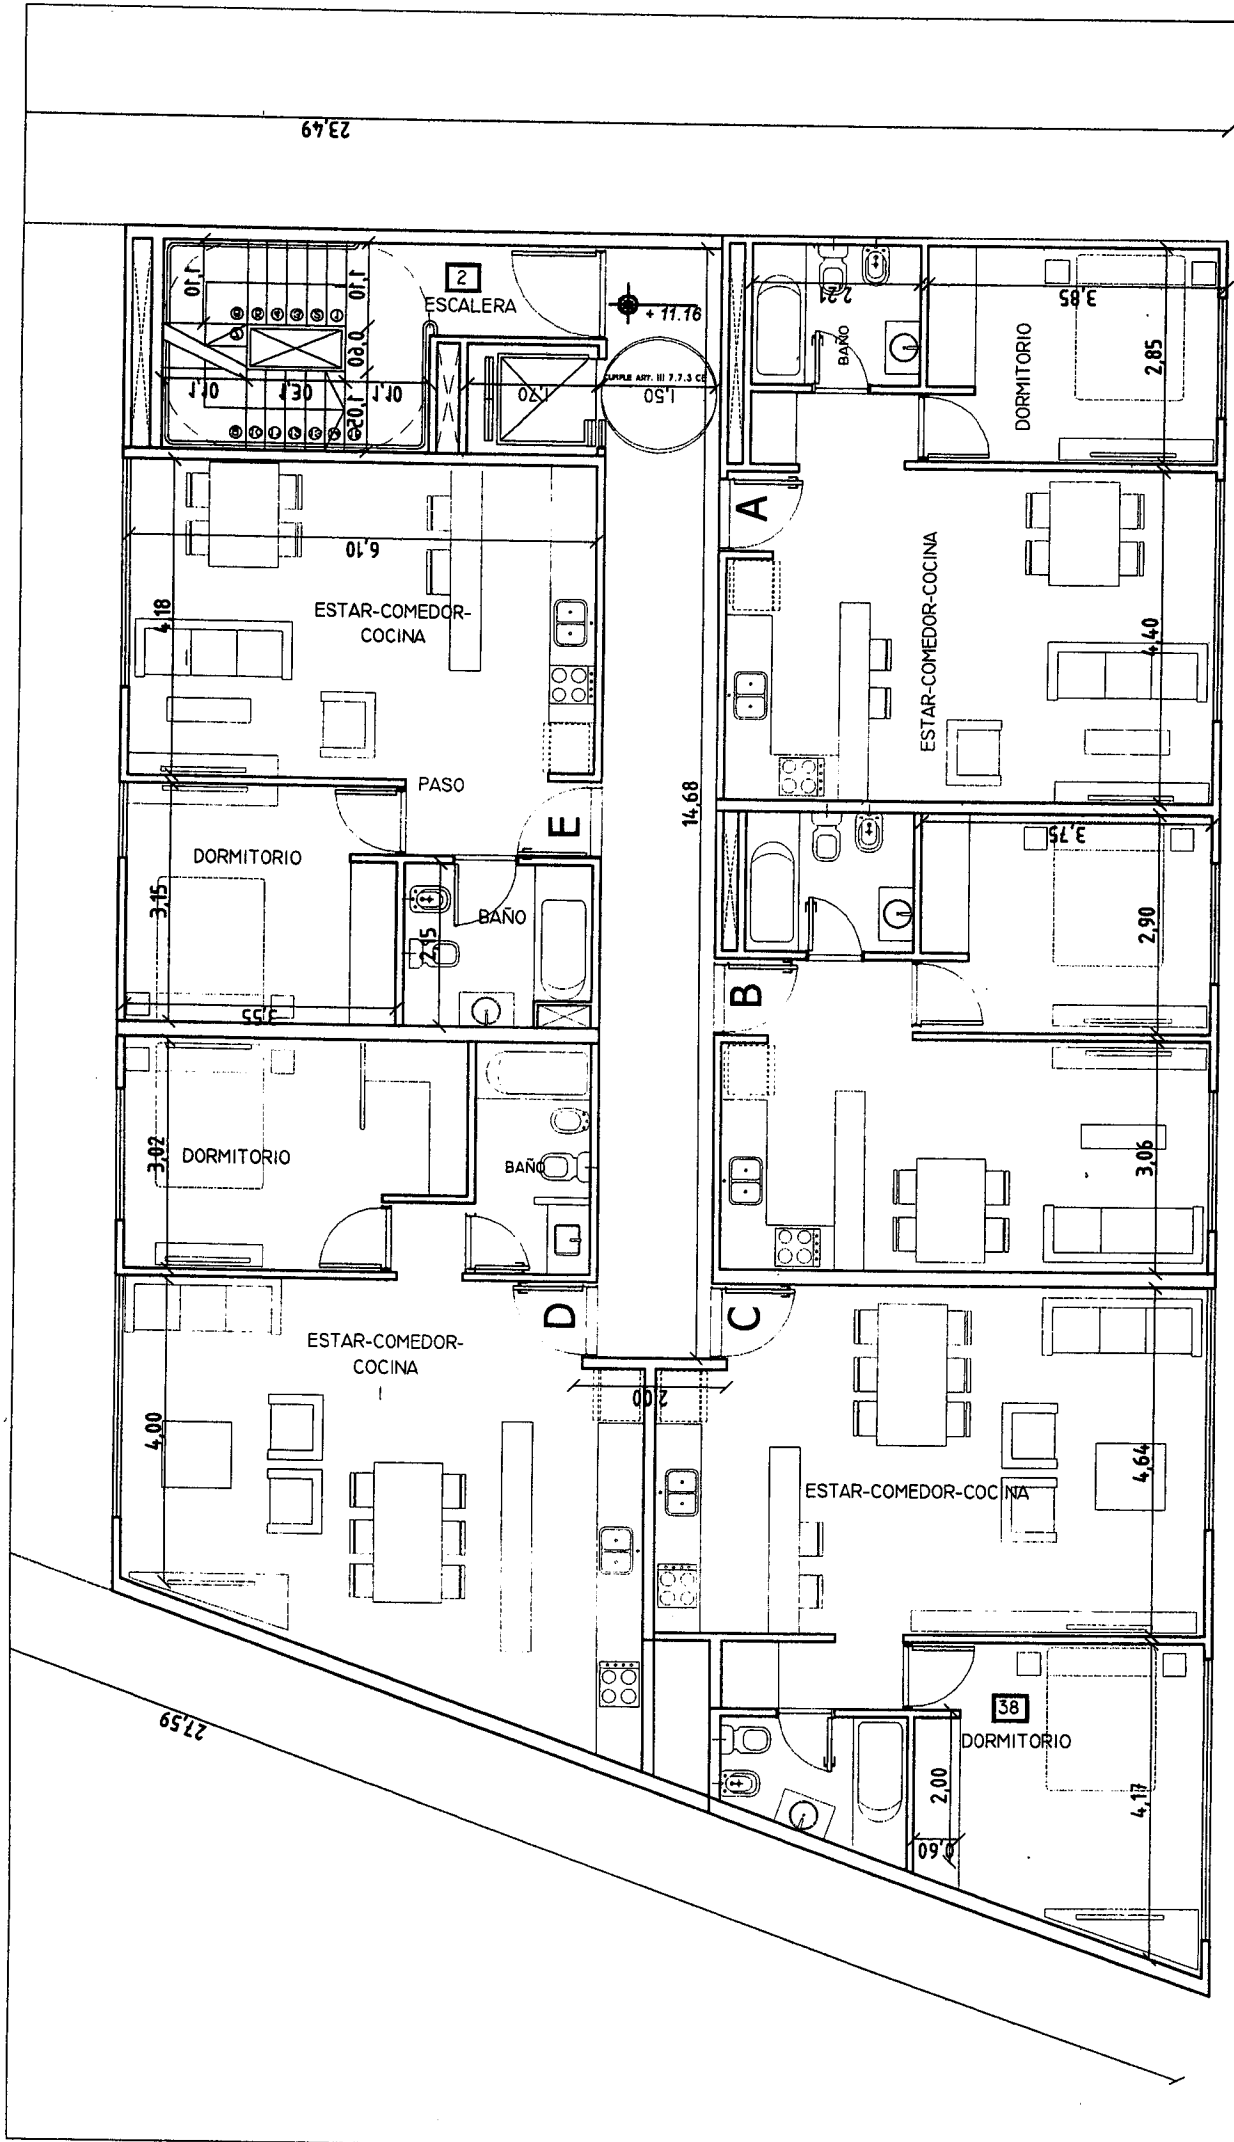 23,49
1,10
1,10
2
ESCALERA
+ 11.16
0,60
1,10
1,30
1,10
1,05
1,70
CUMPLE ART. III 7.7.3 CE
1,50
2,21
BAÑO
3,85
DORMITORIO
2,85
A
6,10
4,18
ESTAR-COMEDOR-
COCINA
ESTAR-COMEDOR-COCINA
4,40
PASO
14,68
E
DORMITORIO
3,15
BAÑO
2,15
3,55
3,75
2,90
B
3,02
DORMITORIO
BAÑO
3,06
D
C
ESTAR-COMEDOR-
COCINA
2,00
4,00
ESTAR-COMEDOR-COCINA
4,64
27,59
38
DORMITORIO
2,00
0,60
4,17